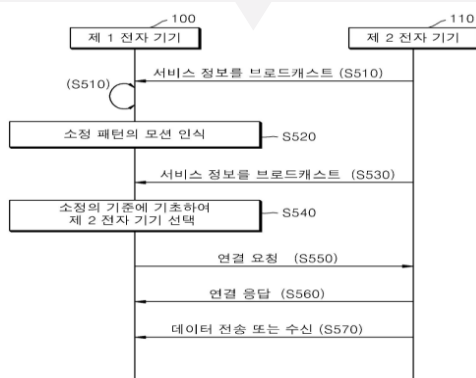 100
110
제 1 전자 기기
제 2 전자 기기
서비스 정보를 브로드캐스트 (S510)
(S510)
소정 패턴의 모션 인식
S520
서비스 정보를 브로드캐스트 (S530)
소정의 기준에 기초하여
제 2 전자 기기 선택
S540
연결 요청 (S550)
연결 응답 (S560)
데이터 전송 또는 수신 (S570)